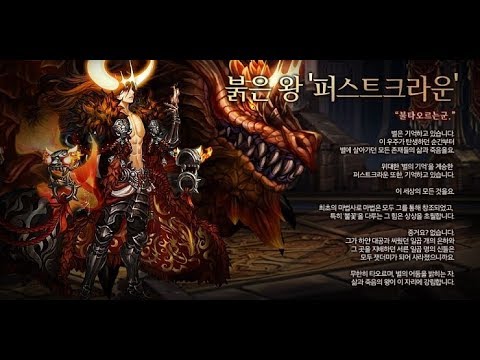 붉은 왕 '퍼스트크라운'
"불타오르는군."
별은 기억하고 있습니다.
이 우주가 탄생하던 순간부터
별에 살아가던 모든 존재들의 삶과 죽음을요.
위대한 '별의 기억'을 계승한
퍼스트크라운 또한, 기억하고 있습니다.
이 세상의 모든 것을요.
최초의 마법사로 마법은 모두 그를 통해 창조되었고,
특히 '불꽃'을 다루는 그 힘은 상상을 초월합니다.
증거요? 없습니다.
그가 하얀 대공과 싸웠던 일곱 개의 은하와
그 곳을 지배하던 서른 일곱 명의 신들은
모두 잿더미가 되어 사라졌으니까요.
무한히 타오르며, 별의 어둠을 밝히는 자.
삶과 죽음의 왕이 이 자리에 강림합니다.